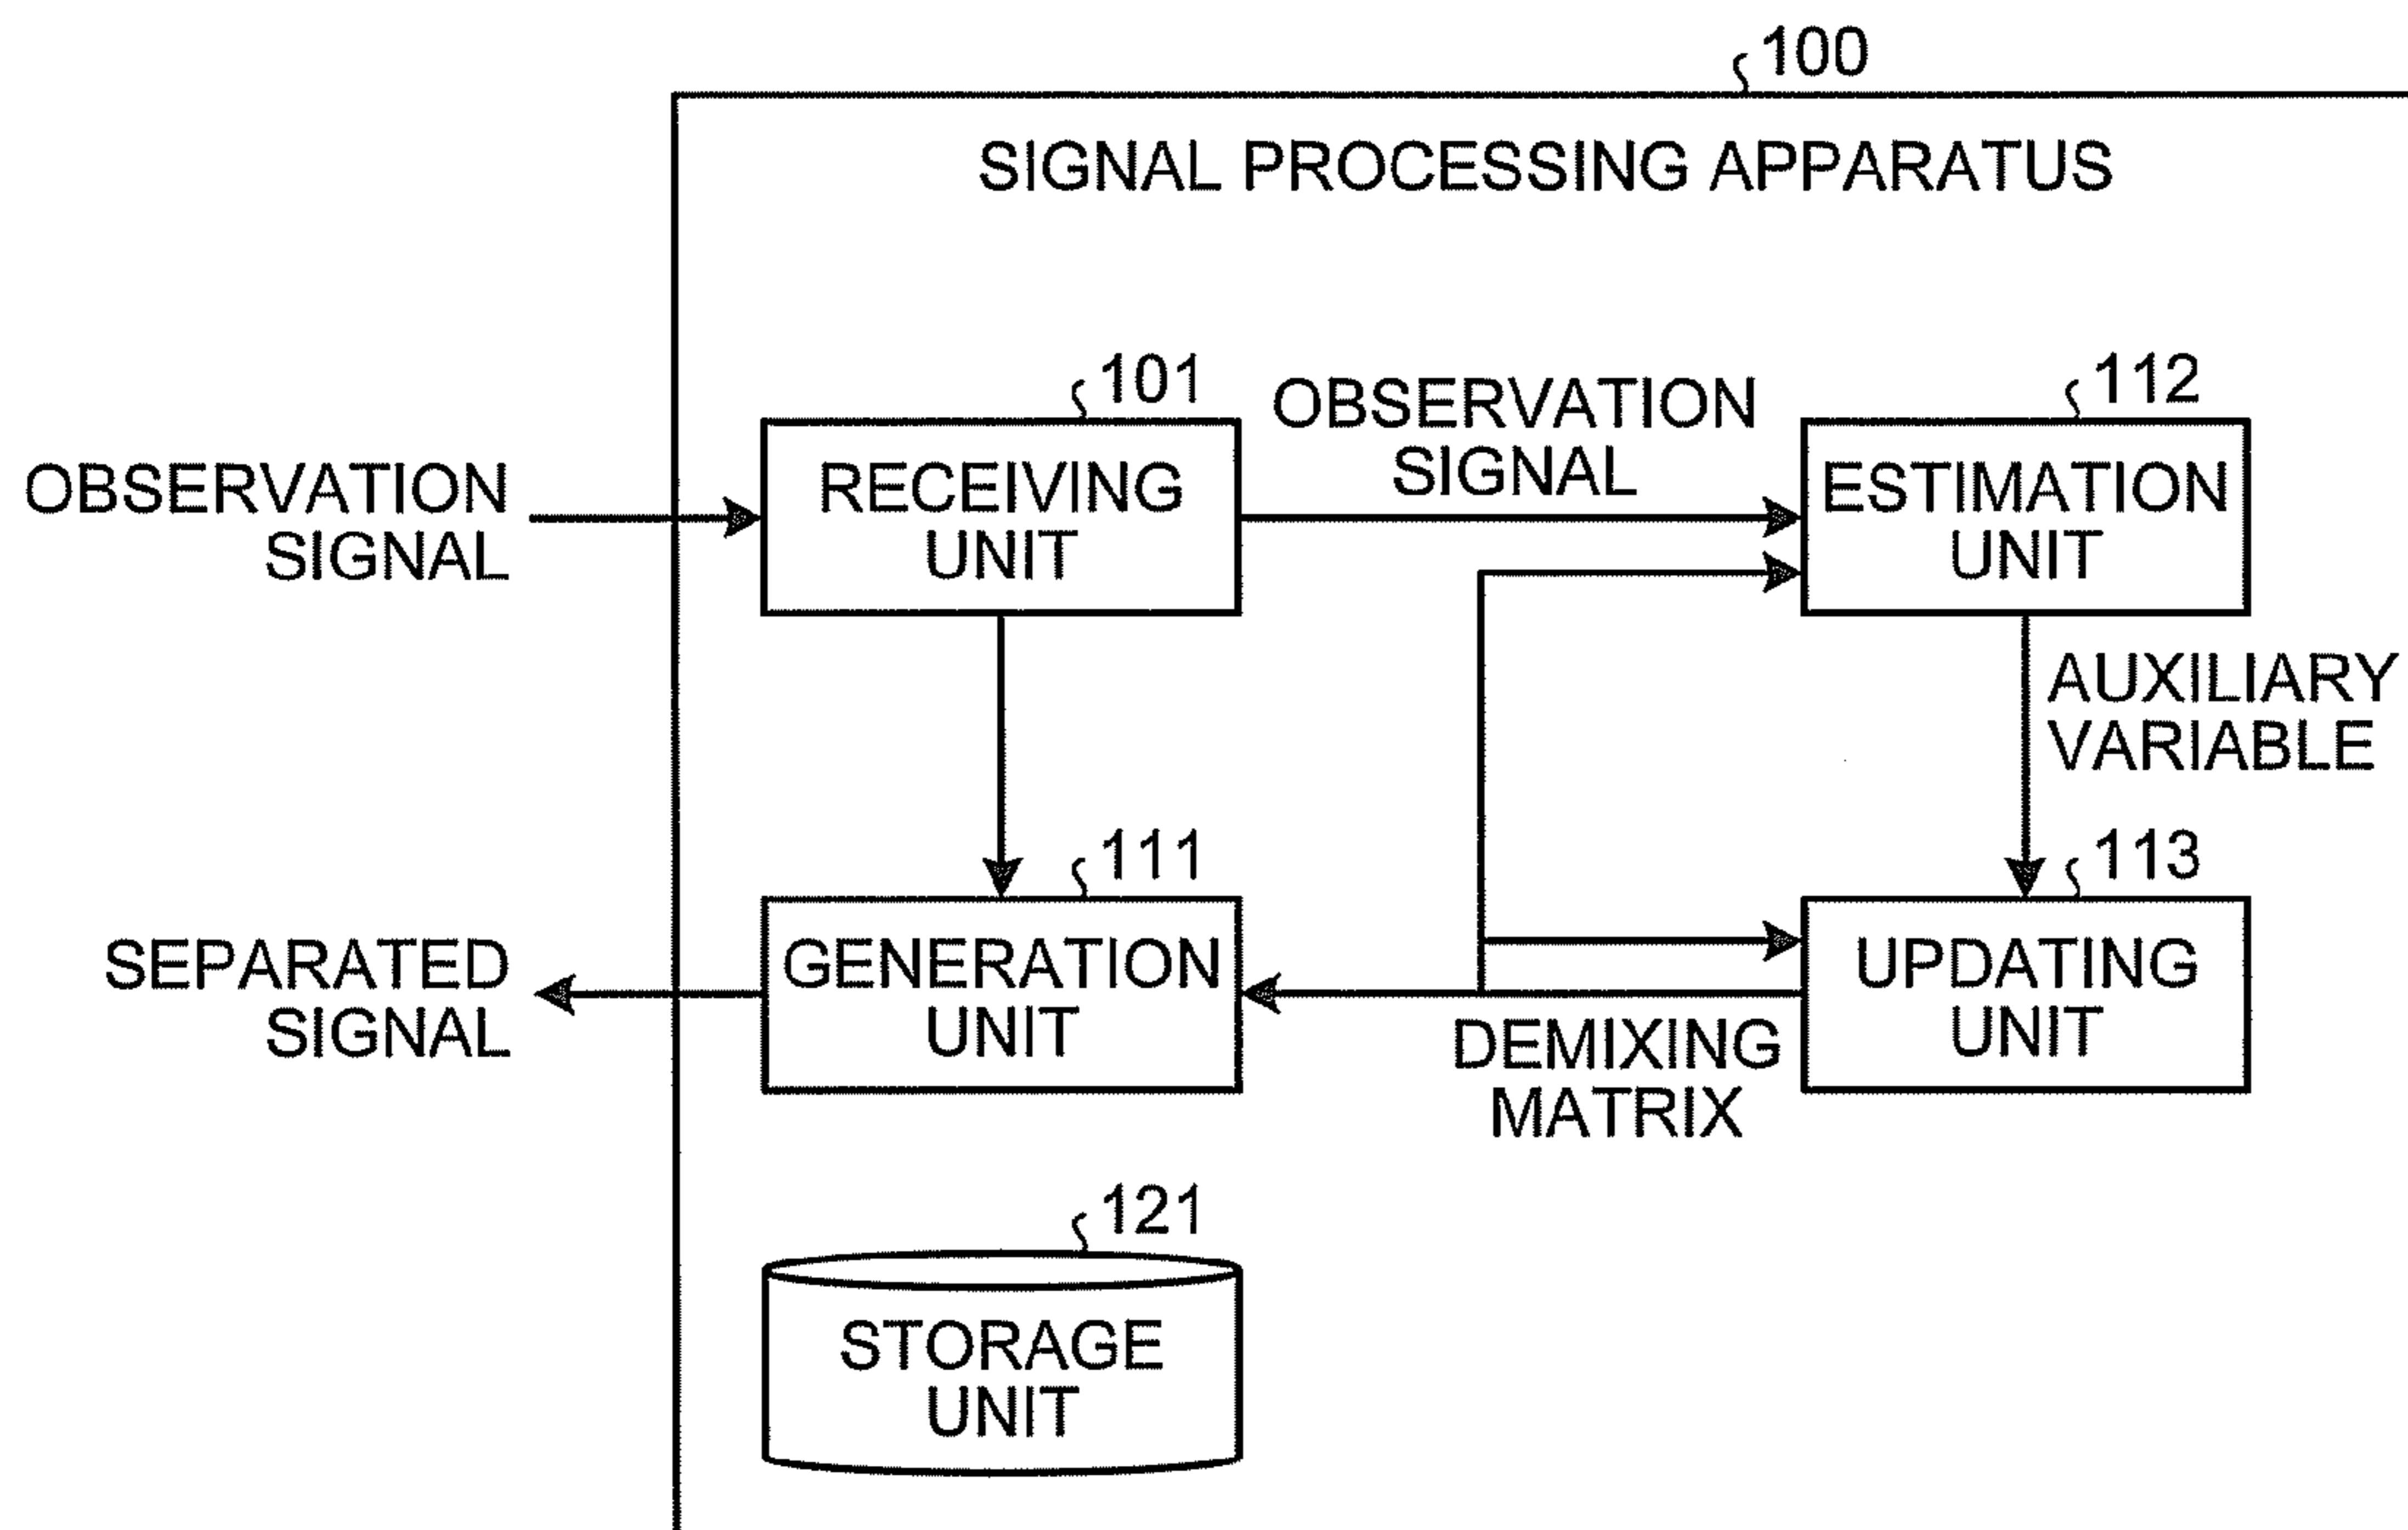 100
SIGNAL PROCESSING APPARATUS
OBSERVATION
SIGNAL
101
RECEIVING
UNIT
OBSERVATION
SIGNAL
112
ESTIMATION
UNIT
AUXILIARY
VARIABLE
SEPARATED
SIGNAL
111
GENERATION
UNIT
DEMIXING
MATRIX
113
UPDATING
UNIT
121
STORAGE
UNIT